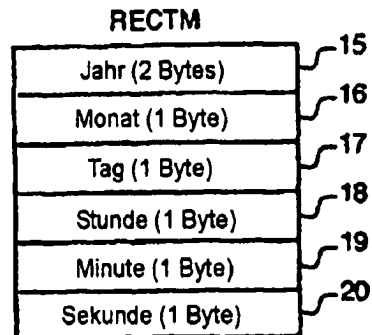 RECTM
Jahr (2 Bytes) 15
Monat (1 Byte) 16
Tag (1 Byte) 17
Stunde (1 Byte) 18
Minute (1 Byte) 19
Sekunde (1 Byte) 20